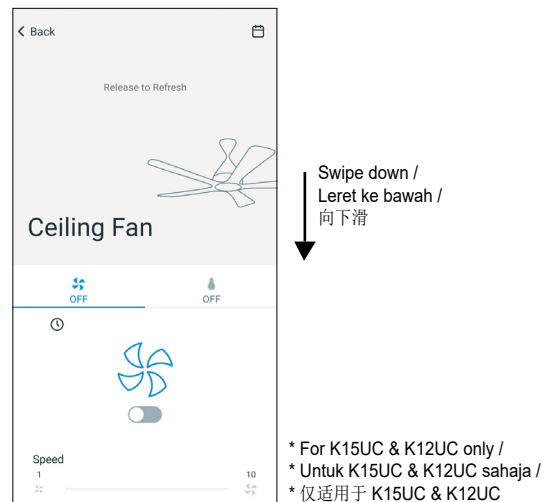 Back
Release to Refresh
Swipe down /
Leret ke bawah /
向下滑
Ceiling Fan
OFF
OFF
Speed
1
10
* For K15UC & K12UC only /
* Untuk K15UC & K12UC sahaja /
* 仅适用于 K15UC & K12UC